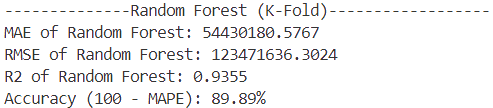 --------------Random Forest (K-Fold)------------------
MAE of Random Forest: 54430180.5767
RMSE of Random Forest: 123471636.3024
R2 of Random Forest: 0.9355
Accuracy (100 - MAPE): 89.89%